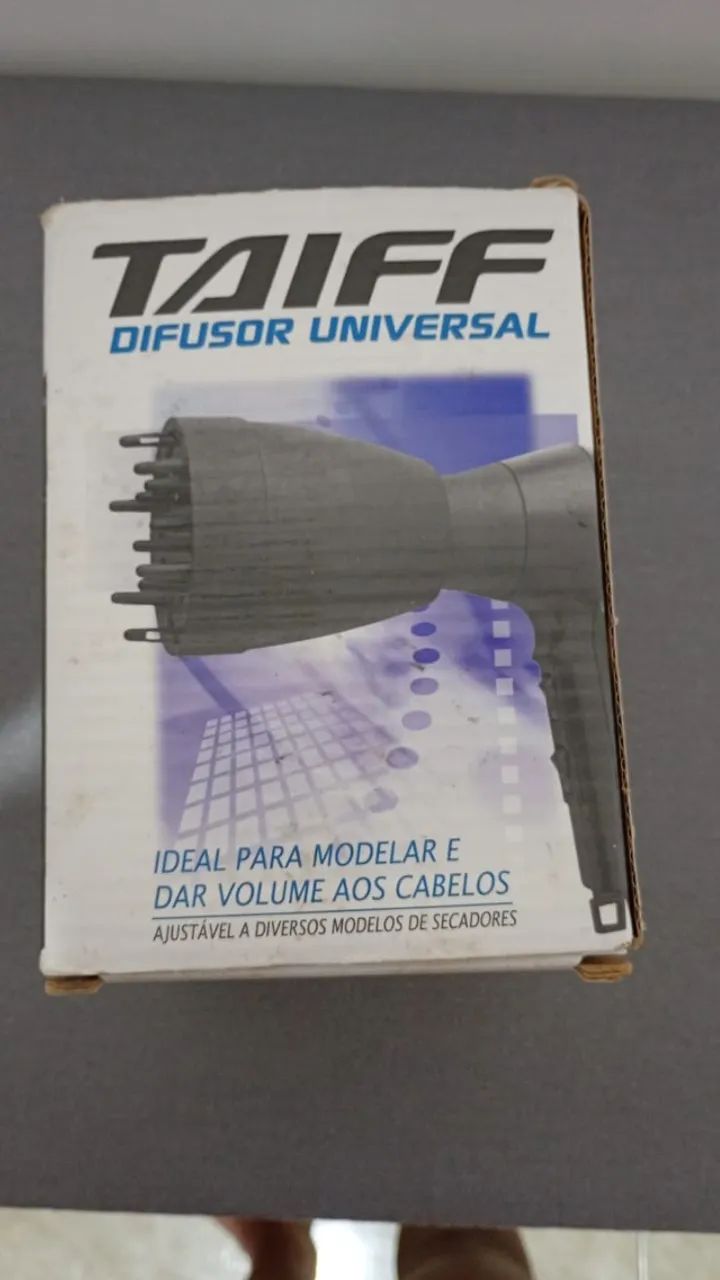 TAIFF
DIFUSOR UNIVERSAL
IDEAL PARA MODELAR E
DAR VOLUME AOS CABELOS
AJUSTÁVEL A DIVERSOS MODELOS DE SECADORES